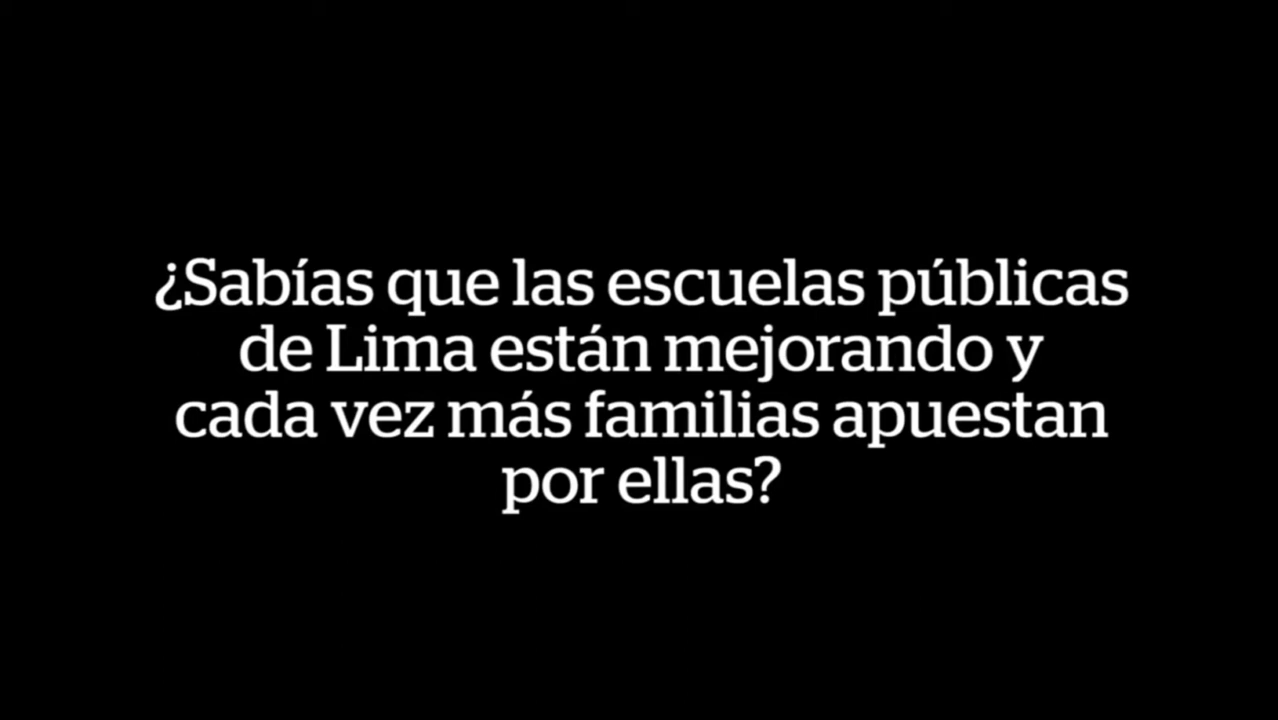 ¿Sabías que las escuelas públicas
de Lima están mejorando y
cada vez más familias apuestan
por ellas?